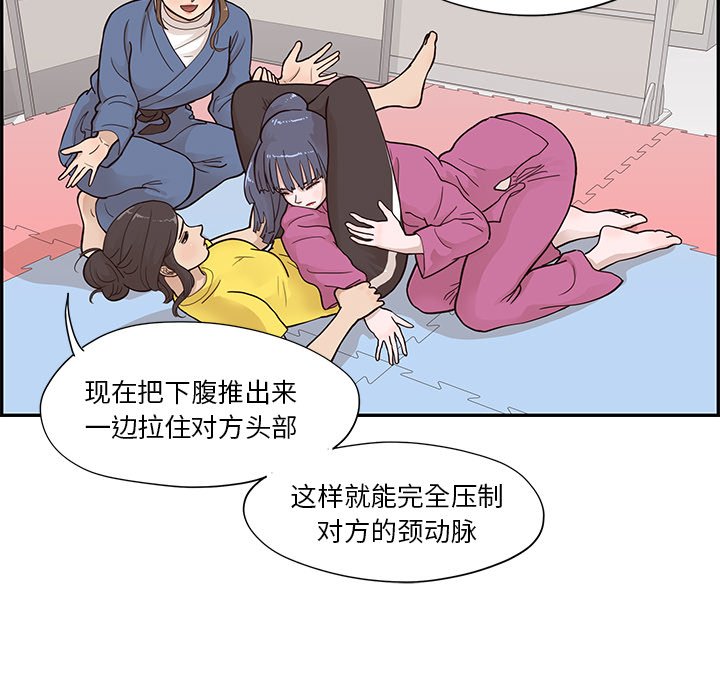 现在把下腹推出来
一边拉住对方头部
这样就能完全压制
对方的颈动脉